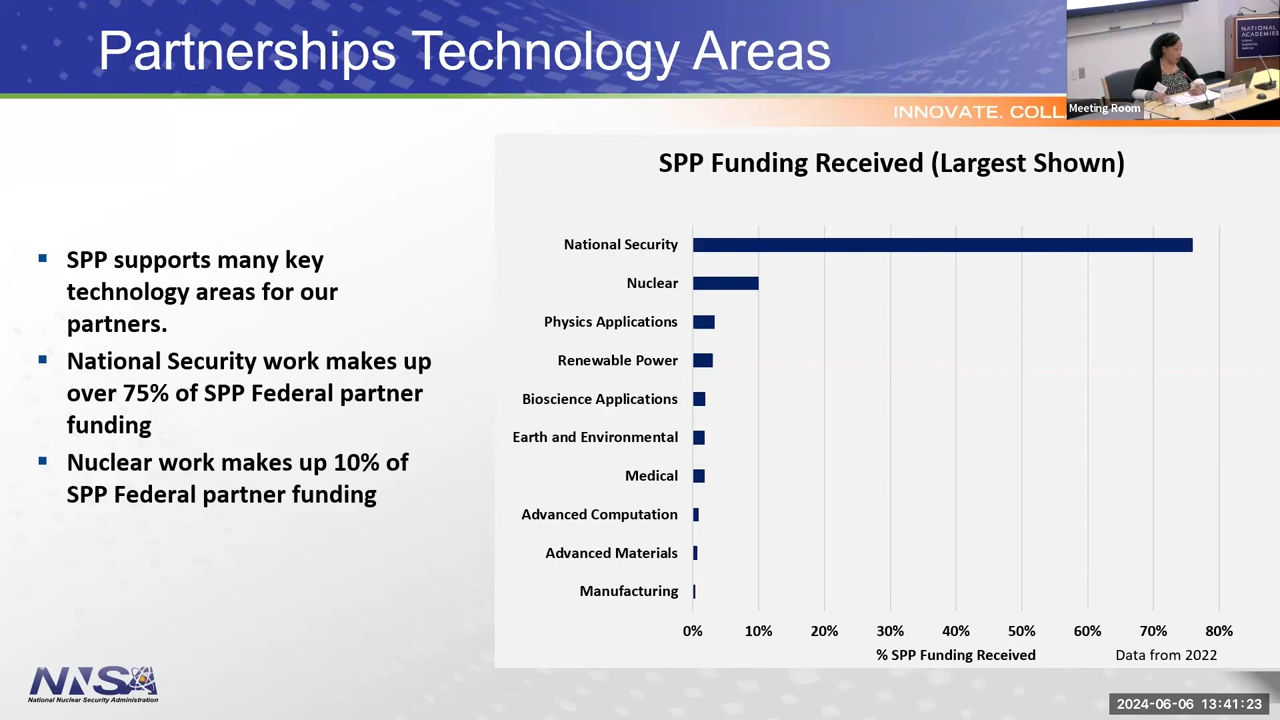 Partnerships Technology Areas
INNOVATE. COLL
Meeting Room
NATIONAL
ACADEMIES
SPP Funding Received (Largest Shown)
▪ SPP supports many key
technology areas for our
partners.
▪ National Security work makes up
over 75% of SPP Federal partner
funding
▪ Nuclear work makes up 10% of
SPP Federal partner funding
National Security
Nuclear
Physics Applications
Renewable Power
Bioscience Applications
Earth and Environmental
Medical
Advanced Computation
Advanced Materials
Manufacturing
0% 10% 20% 30% 40% 50% 60% 70% 80%
% SPP Funding Received
Data from 2022
NNSA
National Nuclear Security Administration
2024-06-06 13:41:23